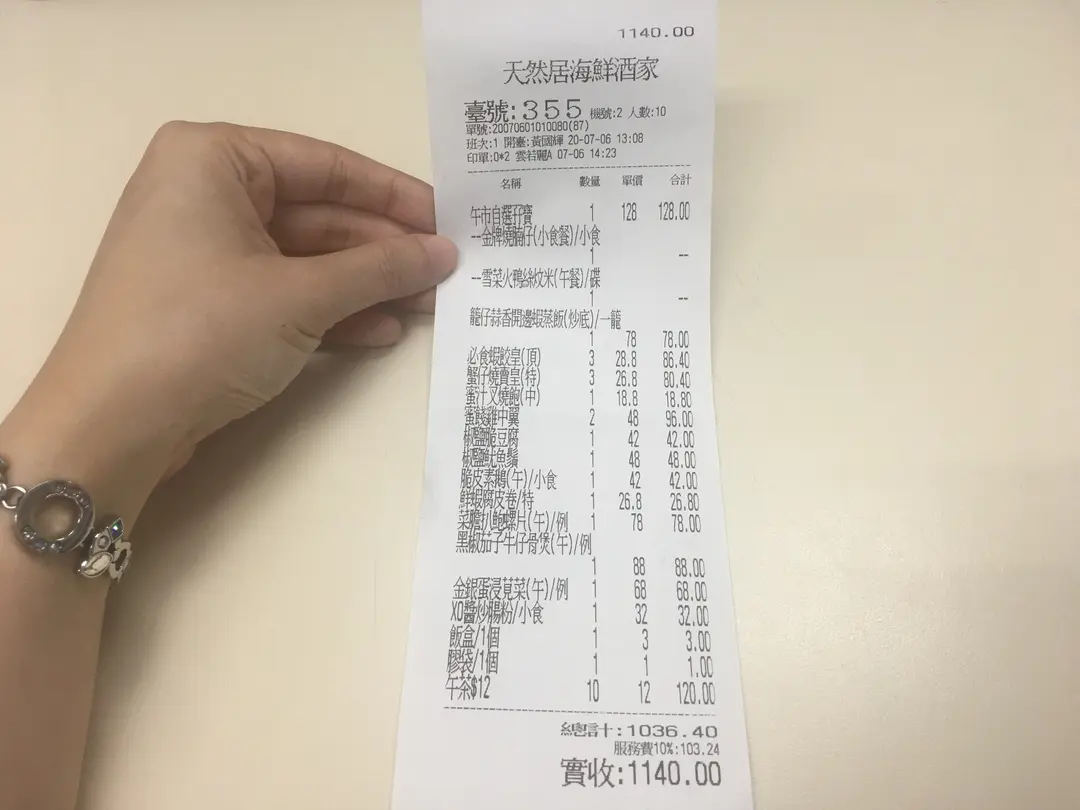 1140.00
天然居海鮮酒家
臺號:355 機號:2 人數:10
單號:20070601010080(87)
班次:1 開臺:黃國輝 20-07-06 13:08
印單:0*2 雲若麗A 07-06 14:23
名稱 數量 單價 合計
午市自選孖寶 1 128 128.00
--金牌燒腩仔(小食餐)/小食
1 --
--雪菜火鴨絲炆米(午餐)/碟
1 --
籠仔蒜香開邊蝦蒸飯(炒底)/一籠
1 78 78.00
必食蝦餃皇(頂) 3 28.8 86.40
蟹仔燒賣皇(特) 3 26.8 80.40
蜜汁叉燒飽(中) 1 18.8 18.80
蜜餞雞中翼 2 48 96.00
椒鹽脆豆腐 1 42 42.00
椒鹽魷魚鬚 1 48 48.00
脆皮素鵝(午)/小食 1 42 42.00
鮮蝦腐皮卷/特 1 26.8 26.80
菜膽扒鮑螺片(午)/例 1 78 78.00
黑椒茄子牛仔骨煲(午)/例
1 88 88.00
金銀蛋浸莧菜(午)/例 1 68 68.00
XO醬炒腸粉/小食 1 32 32.00
飯盒/1個 1 3 3.00
膠袋/1個 1 1 1.00
午茶$12 10 12 120.00
總計:1036.40
服務費10%:103.24
實收:1140.00